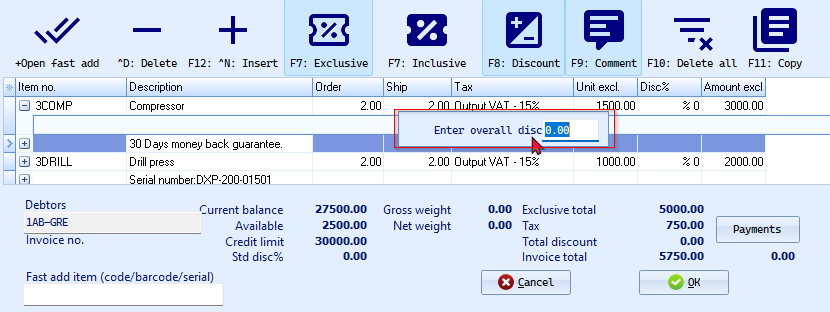 +Open fast add ^D: Delete F12: ^N: Insert F7: Exclusive F7: Inclusive F8: Discount F9: Comment F10: Delete all F11: Copy
Item no. Description Order Ship Tax Unit excl. Disc% Amount excl
3COMP Compressor 2.00 2.00 Output VAT - 15% 1500.00 % 0 3000.00
Enter overall disc 0.00
30 Days money back guarantee.
3DRILL Drill press 2.00 2.00 Output VAT - 15% 1000.00 % 0 2000.00
Serial number:DXP-200-01501
Debtors
1AB-GRE
Invoice no.
Current balance 27500.00 Gross weight 0.00 Exclusive total 5000.00
Available 2500.00 Net weight 0.00 Tax 750.00
Credit limit 30000.00 Total discount 0.00
Std disc% 0.00 Invoice total 5750.00 0.00
Payments
Fast add item (code/barcode/serial)
Cancel OK